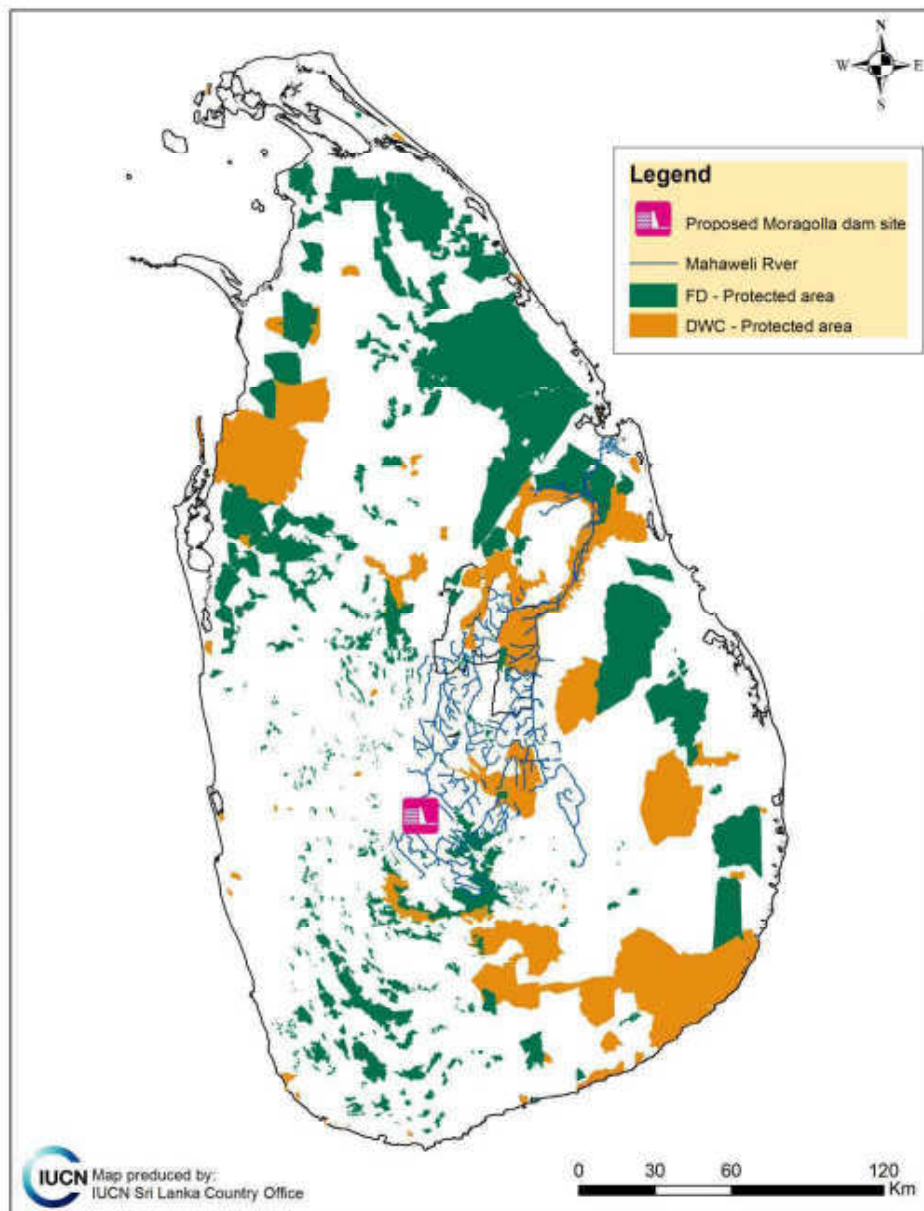 N
W E
S
Legend
Proposed Moragolla dam site
Mahaweli Rver
FD - Protected area
DWC - Protected area
IUCN
Map preduced by:
IUCN Sri Lanka Country Office
0 30 60 120
Km